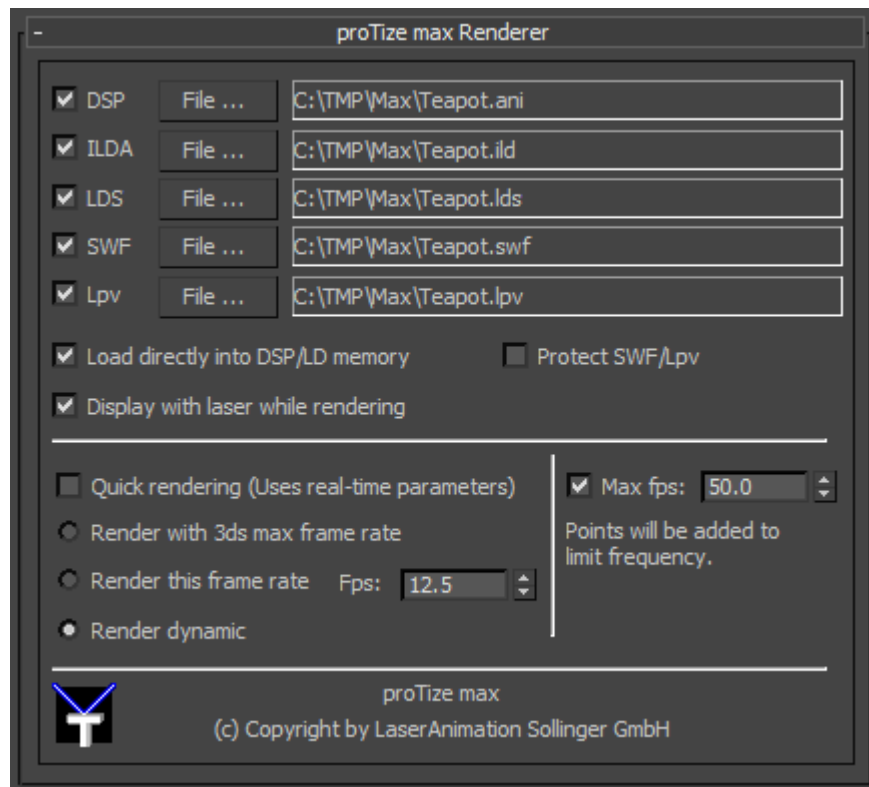 - proTize max Renderer
DSP File ... C:\TMP\Max\Teapot.ani
ILDA File ... C:\TMP\Max\Teapot.ild
LDS File ... C:\TMP\Max\Teapot.lds
SWF File ... C:\TMP\Max\Teapot.swf
Lpv File ... C:\TMP\Max\Teapot.lpv
Load directly into DSP/LD memory Protect SWF/Lpv
Display with laser while rendering
Quick rendering (Uses real-time parameters)
Render with 3ds max frame rate
Render this frame rate Fps: 12.5
Render dynamic
Max fps: 50.0
Points will be added to
limit frequency.
proTize max
(c) Copyright by LaserAnimation Sollinger GmbH